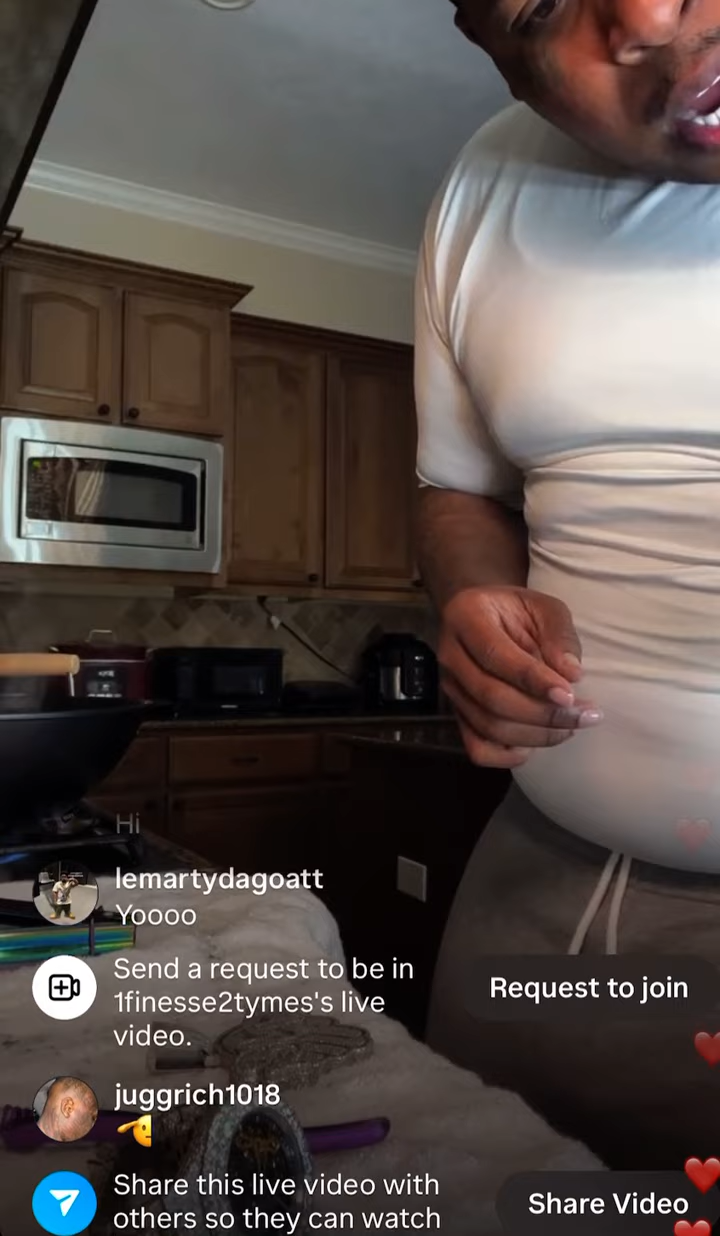 Hi
lemartydagoatt
Yoooo
Send a request to be in
1finesse2tymes's live
video.
Request to join
juggrich1018
Share this live video with
others so they can watch
Share Video